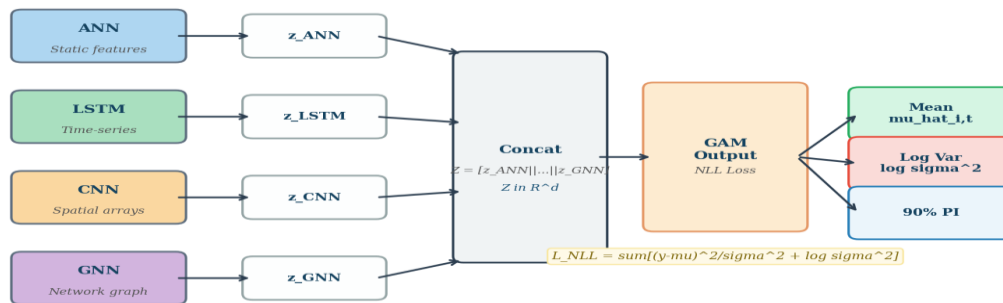 ANN
Static features
z_ANN
LSTM
Time-series
z_LSTM
CNN
Spatial arrays
z_CNN
GNN
Network graph
z_GNN
Concat
Z = [z_ANN||...||z_GNN]
Z in R^d
GAM
Output
NLL Loss
Mean
mu_hat_i,t
Log Var
log sigma^2
90% PI
L_NLL = sum[(y-mu)^2/sigma^2 + log sigma^2]